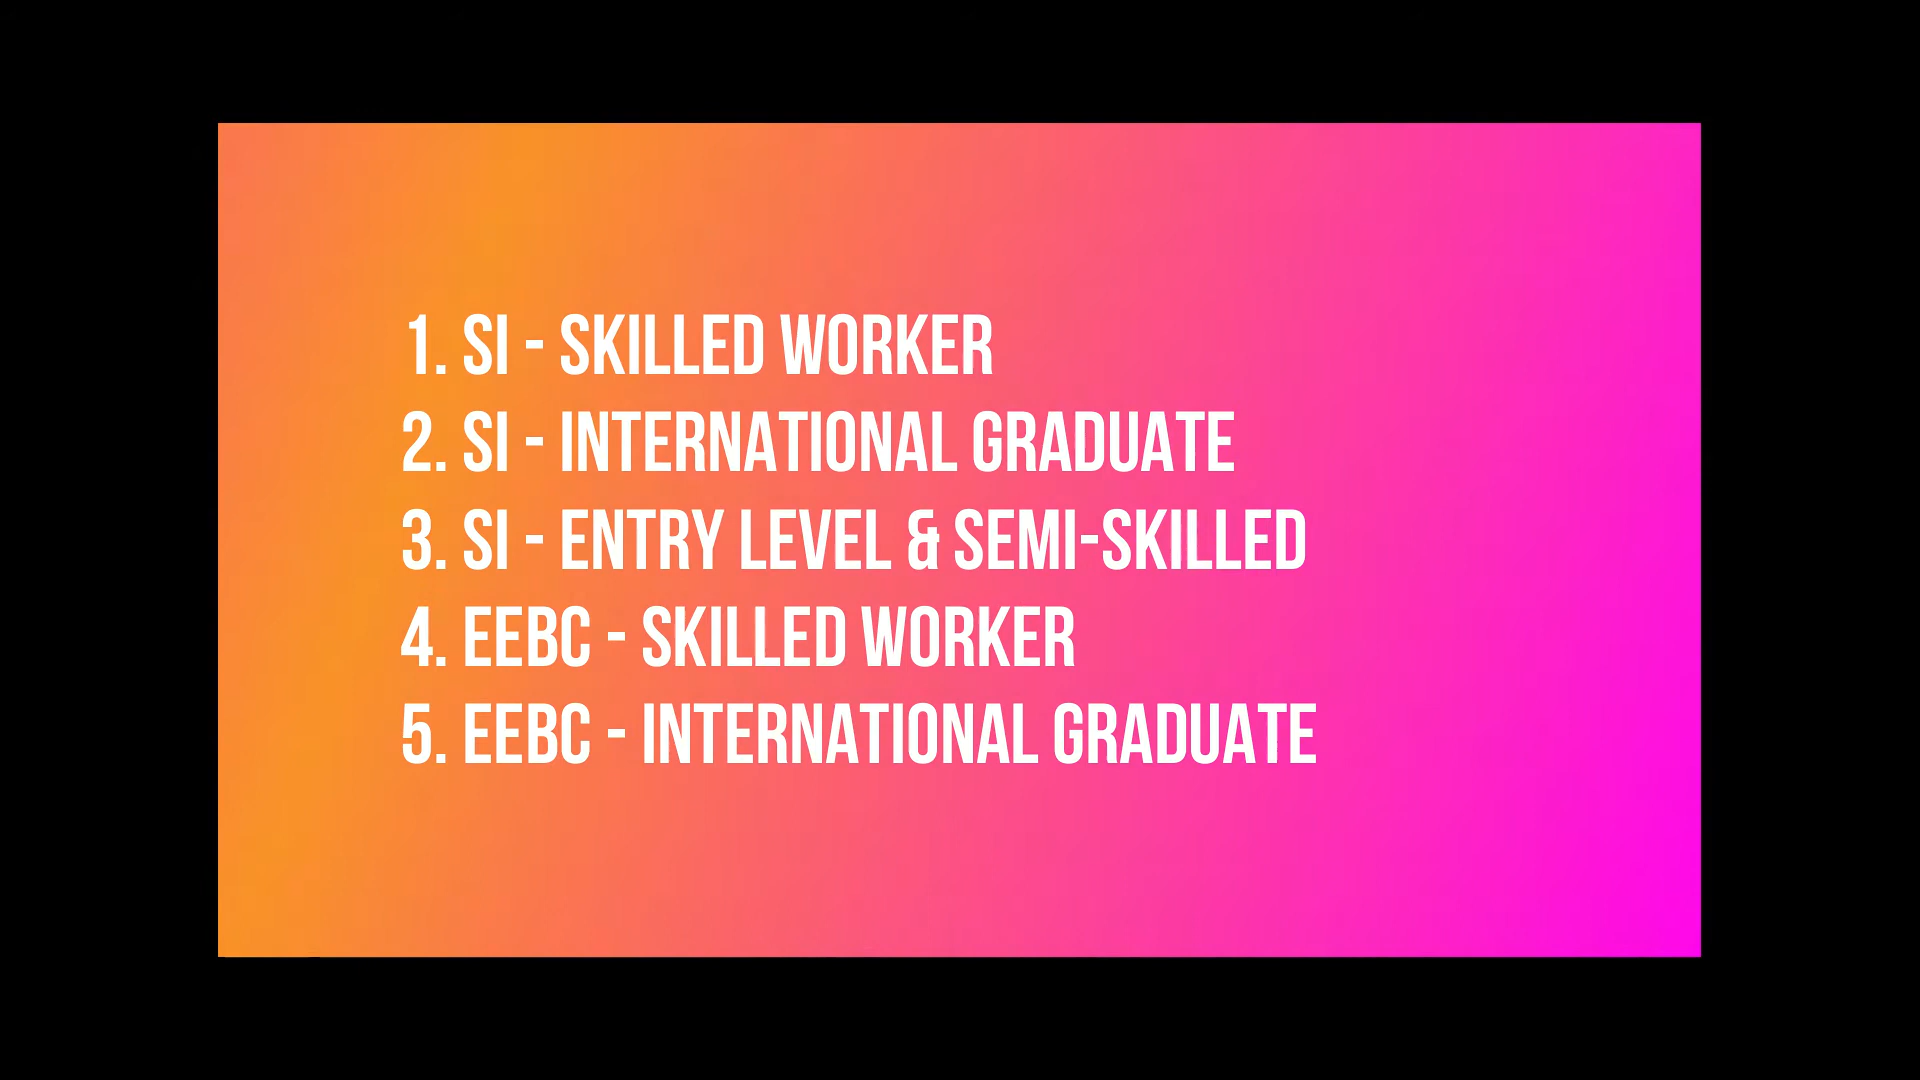 1. SI - SKILLED WORKER
2. SI - INTERNATIONAL GRADUATE
3. SI - ENTRY LEVEL & SEMI-SKILLED
4. EEBC - SKILLED WORKER
5. EEBC - INTERNATIONAL GRADUATE